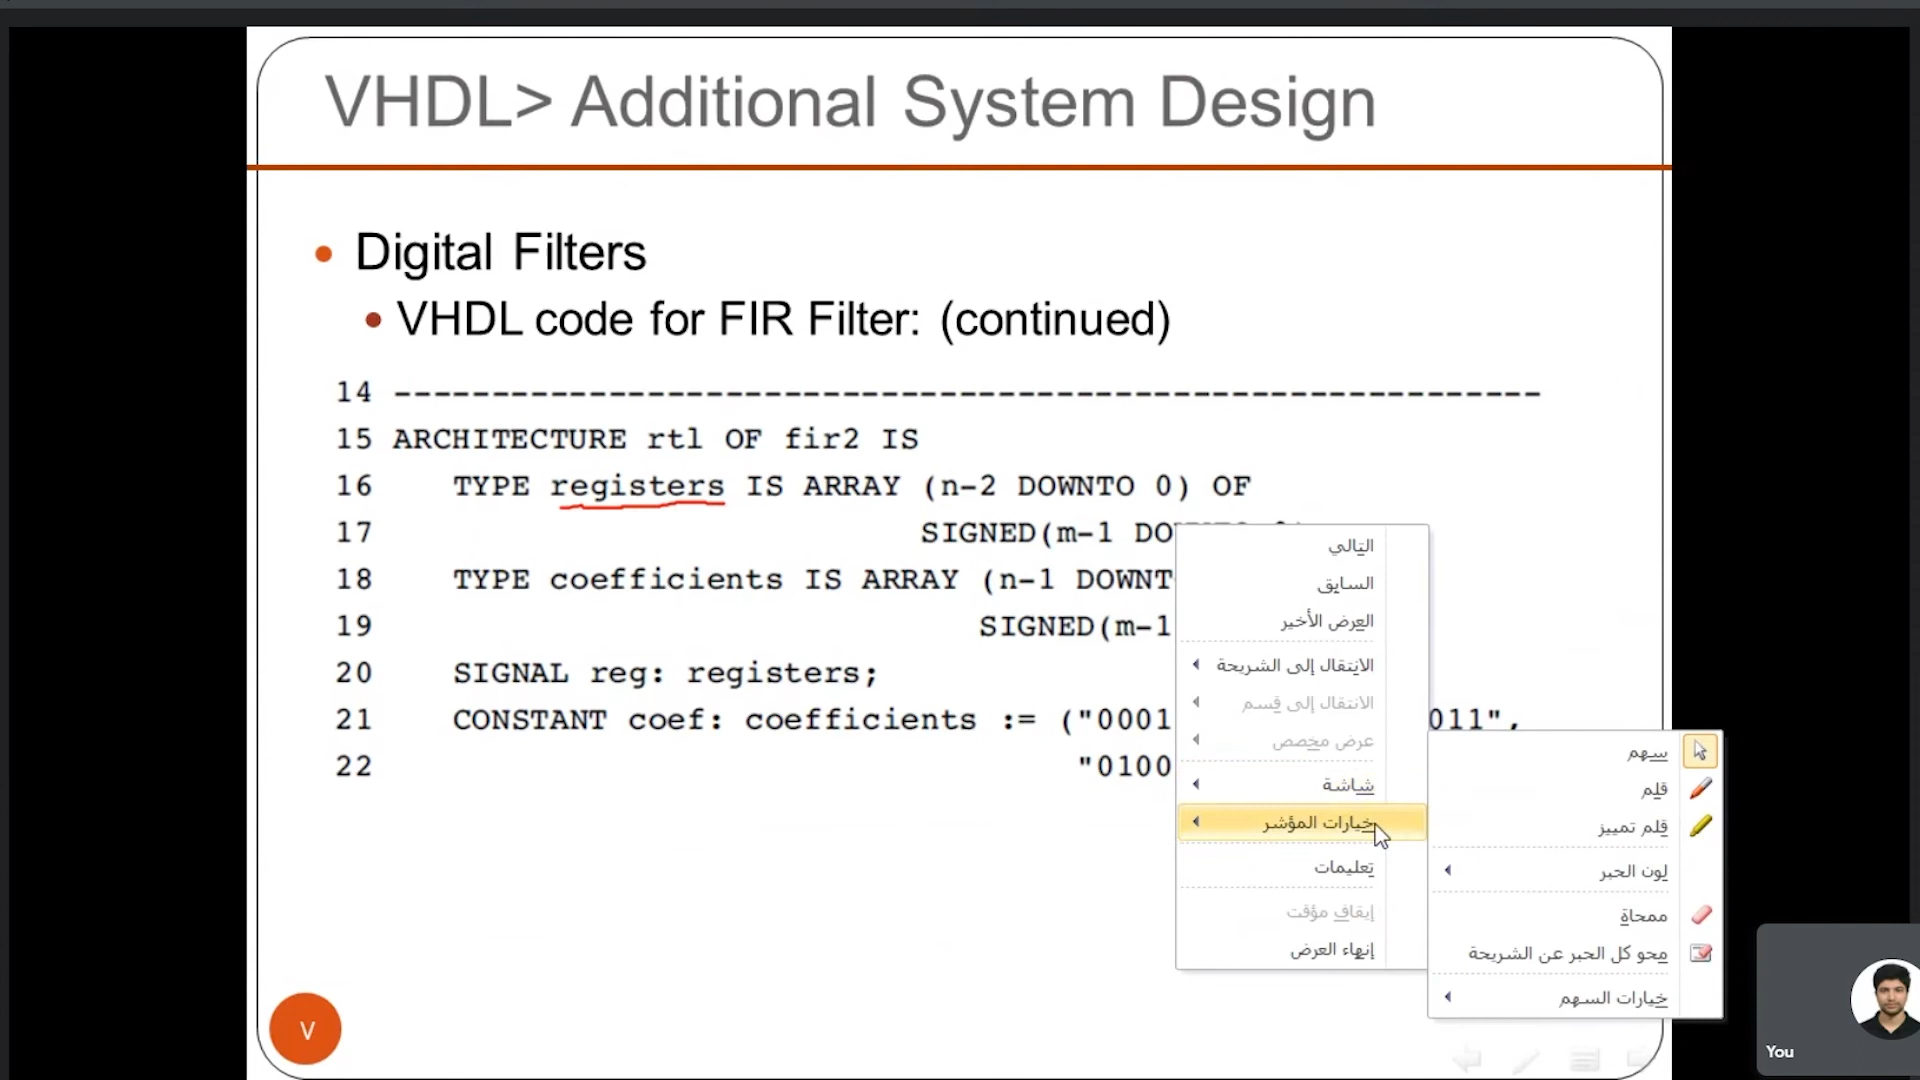 VHDL> Additional System Design
Digital Filters
VHDL code for FIR Filter: (continued)
14 -----------------------------------------------------------
15 ARCHITECTURE rtl OF fir2 IS
16 TYPE registers IS ARRAY (n-2 DOWNTO 0) OF
17 SIGNED(m-1 DO
18 TYPE coefficients IS ARRAY (n-1 DOWNT
19 SIGNED(m-1
20 SIGNAL reg: registers;
21 CONSTANT coef: coefficients := ("0001 011",
22 "0100
التالي
السابق
العرض الأخير
الانتقال إلى الشريحة
الانتقال إلى قسم
عرض مخصص
شاشة
خيارات المؤشر
تعليمات
إيقاف مؤقت
إنهاء العرض
سهم
قلم
قلم تمييز
لون الحبر
ممحاة
محو كل الحبر عن الشريحة
خيارات السهم
V
You